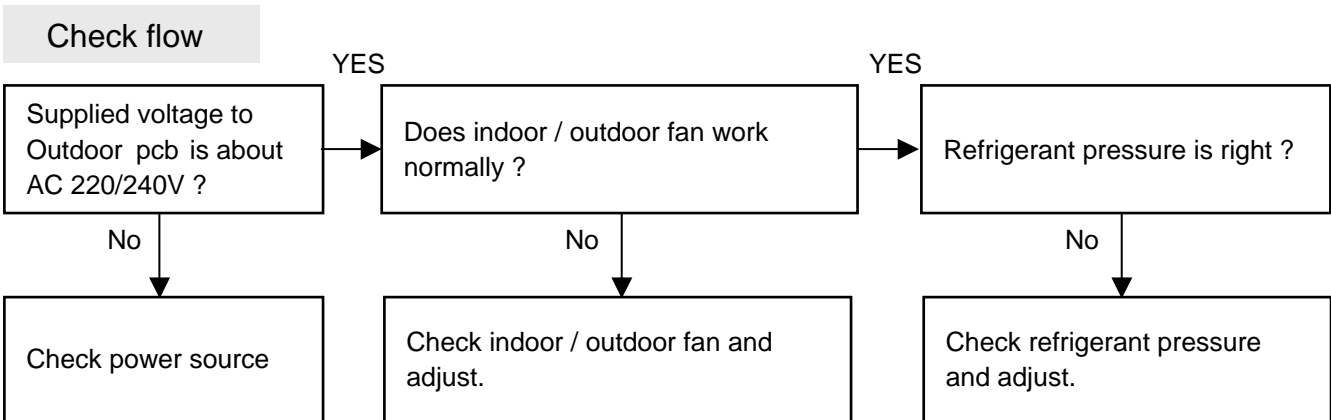 Check flow
YES
YES
Supplied voltage to
Outdoor pcb is about
AC 220/240V ?
Does indoor / outdoor fan work
normally ?
Refrigerant pressure is right ?
No
No
No
Check power source
Check indoor / outdoor fan and
adjust.
Check refrigerant pressure
and adjust.